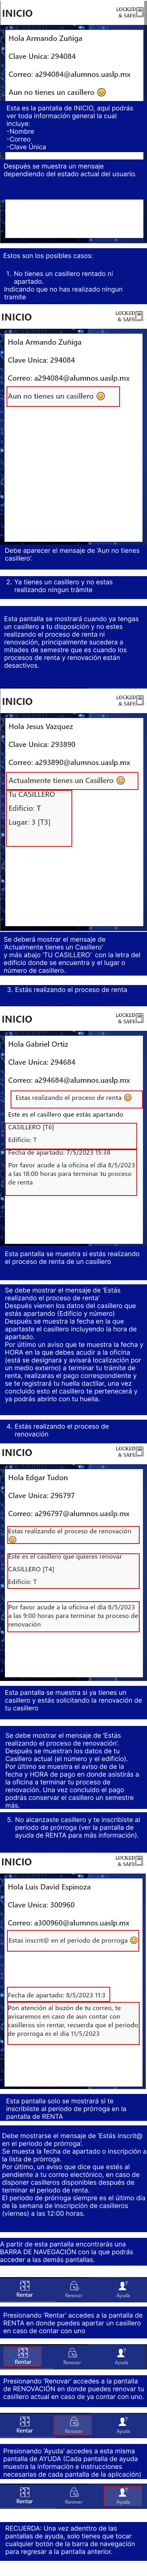 INICIO
LOCKED
& SAFE
Hola Armando Zuñiga
Clave Unica: 294084
Correo: a294084@alumnos.uaslp.mx
Aun no tienes un casillero
Esta es la pantalla de INICIO, aquí podrás
ver toda información general la cual
incluye:
-Nombre
-Correo
-Clave Única
Después se muestra un mensaje
dependiendo del estado actual del usuario.
Estos son los posibles casos:
1. No tienes un casillero rentado ni
apartado.
Indicando que no has realizado ningun
tramite
INICIO
LOCKED
& SAFE
Hola Armando Zuñiga
Clave Unica: 294084
Correo: a294084@alumnos.uaslp.mx
Aun no tienes un casillero
Debe aparecer el mensaje de 'Aun no tienes
casillero'.
2. Ya tienes un casillero y no estas
realizando ningun trámite
Esta pantalla se mostrará cuando ya tengas
un casillero a tu disposición y no estes
realizando el proceso de renta ni
renovación, principalmente sucedera a
mitades de semestre que es cuando los
procesos de renta y renovación están
desactivos.
INICIO
LOCKED
& SAFE
Hola Jesus Vazquez
Clave Unica: 293890
Correo: a293890@alumnos.uaslp.mx
Actualmente tienes un Casillero
Tu CASILLERO
Edificio: T
Lugar: 3 [T3]
Se deberá mostrar el mensaje de
'Actualmente tienes un Casillero'
y más abajo 'TU CASILLERO' con la letra del
edificio donde se encuentra y el lugar o
número de casillero.
3. Estás realizando el proceso de renta
INICIO
LOCKED
& SAFE
Hola Gabriel Ortiz
Clave Unica: 294684
Correo: a294684@alumnos.uaslp.mx
Estas realizando el proceso de renta
Este es el casillero que estás apartando
CASILLERO [T6]
Edificio: T
Fecha de apartado: 7/5/2023 15:38
Por favor acude a la oficina el día 8/5/2023
a las 18:00 horas para terminar tu proceso
de renta
Esta pantalla se muestra si estás realizando
el proceso de renta de un casillero
Se debe mostrar el mensaje de 'Estás
realizando el proceso de renta'
Después vienen los datos del casillero que
estás apartando (Edificio y número)
Después se muestra la fecha en la que
apartaste el casillero incluyendo la hora de
apartado.
Por último un aviso que te muestra la fecha y
HORA en la que debes acudir a la oficina
(está se designara y avisará localización por
un medio externo) a terminar tu trámite de
renta, realizaras el pago correspondiente y
se te registrará tu huella dactilar, una vez
concluido esto el casillero te pertenecerá y
ya podrás abrirlo con tu huella.
4. Estás realizando el proceso de
renovación
INICIO
LOCKED
& SAFE
Hola Edgar Tudon
Clave Unica: 296797
Correo: a296797@alumnos.uaslp.mx
Estas realizando el proceso de renovación
Este es el casillero que quieres renovar
CASILLERO [T4]
Edificio: T
Por favor acude a la oficina el día 8/5/2023
a las 9:00 horas para terminar tu proceso de
renovación
Esta pantalla se muestra si ya tienes un
casillero y estás solicitando la renovación de
tu casillero
Se debe mostrar el mensaje de 'Estás
realizando el proceso de renovación'.
Después se muestran los datos de tu
Casillero actual (el número y el edificio).
Por último se muestra el aviso de de la
fecha y HORA de pago en donde asistirás a
la oficina a terminar tu proceso de
renovación. Una vez concluido el pago
podrás conservar el casillero un semestre
más.
5. No alcanzaste casillero y te inscribiste al
periodo de prórroga (ver la pantalla de
ayuda de RENTA para más información).
INICIO
LOCKED
& SAFE
Hola Luis David Espinoza
Clave Unica: 300960
Correo: a300960@alumnos.uaslp.mx
Estas inscrit@ en el periodo de prorroga
Fecha de apartado: 8/5/2023 11:3
Pon atención al buzón de tu correo, te
avisaremos en caso de aun contar con
casilleros sin rentar, recuerda que el periodo
de prorroga es el día 11/5/2023
Esta pantalla solo se mostrará si te
inscribiiste al periodo de prórroga en la
pantalla de RENTA
Debe mostrarse el mensaje de 'Estás inscrit@
en el periodo de prórroga'.
Se muesta la fecha de apartado o inscripción a
la lista de prórroga.
Por último, un aviso que dice que estés al
pendiente a tu correo electrónico, en caso de
disponer casilleros disponibles después de
terminar el periodo de renta.
El periodo de prórroga siempre es el último día
de la semana de inscripción de casilleros
(viernes) a las 12:00 horas.
A partir de esta pantalla encontrarás una
BARRA DE NAVEGACIÓN con la que podrás
acceder a las demás pantallas.
Rentar Renovar Ayuda
Presionando 'Rentar' accedes a la pantalla de
RENTA en donde puedes apartar un casillero
en caso de contar con uno
Rentar Renovar Ayuda
Presionando 'Renovar' accedes a la pantalla
de RENOVACIÓN en donde puedes renovar tu
casillero actual en caso de ya contar con uno.
Rentar Renovar Ayuda
Presionando 'Ayuda' accedes a esta misma
pantalla de AYUDA (Cada pantalla de ayuda
muestra la información e instrucciones
necesarias de cada pantalla de la aplicación)
Rentar Renovar Ayuda
RECUERDA: Una vez adenttro de las
pantallas de ayuda, solo tienes que tocar
cualquier botón de la barra de navegación
para regresar a la pantalla anterior.